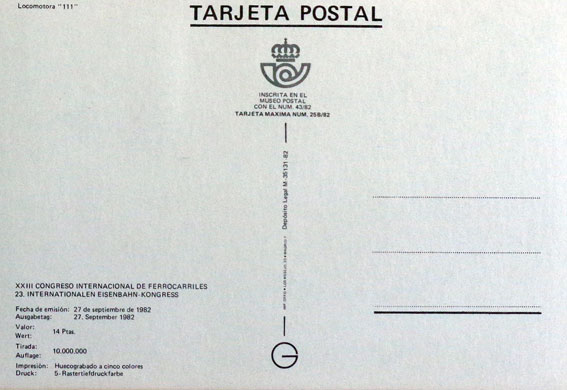 Locomotora "111"
TARJETA POSTAL
INSCRITA EN EL
MUSEO POSTAL
CON EL NUM. 43/82
TARJETA MAXIMA NUM. 25B/82
Depósito Legal M-35131-82
XXIII CONGRESO INTERNACIONAL DE FERROCARRILES
23. INTERNATIONALEN EISENBAHN-KONGRESS
Fecha de emisión: 27 de septiembre de 1982
Ausgabetag: 27. September 1982
Valor:
Wert: 14 Ptas.
Tirada:
Auflage: 10.000.000
Impresión: Huecograbado a cinco colores
Druck: 5-Rastertiefdruckfarbe